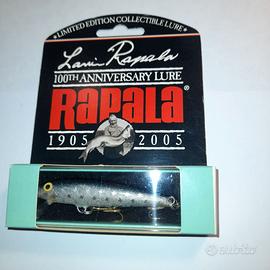 LIMITED EDITION COLLECTIBLE LURE
Lauri Rapala
100TH ANNIVERSARY LURE
RAPALA®
1905 2005
subito